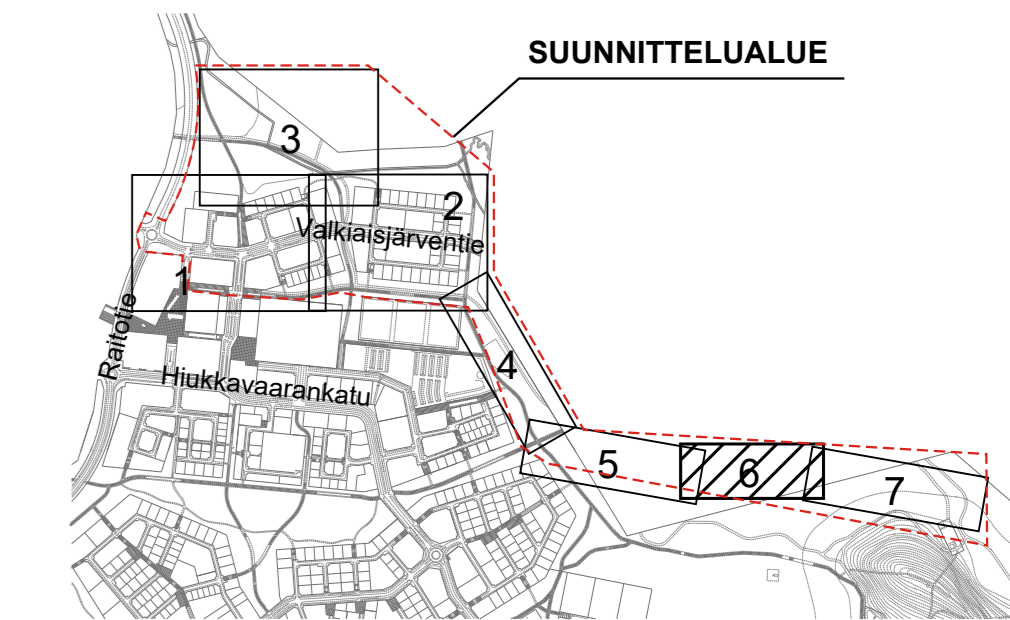 SUUNNITTELUALUE
3
2
Valkiaisjärventie
1
Raitotie
4
Hiukkavaarankatu
5
6
7